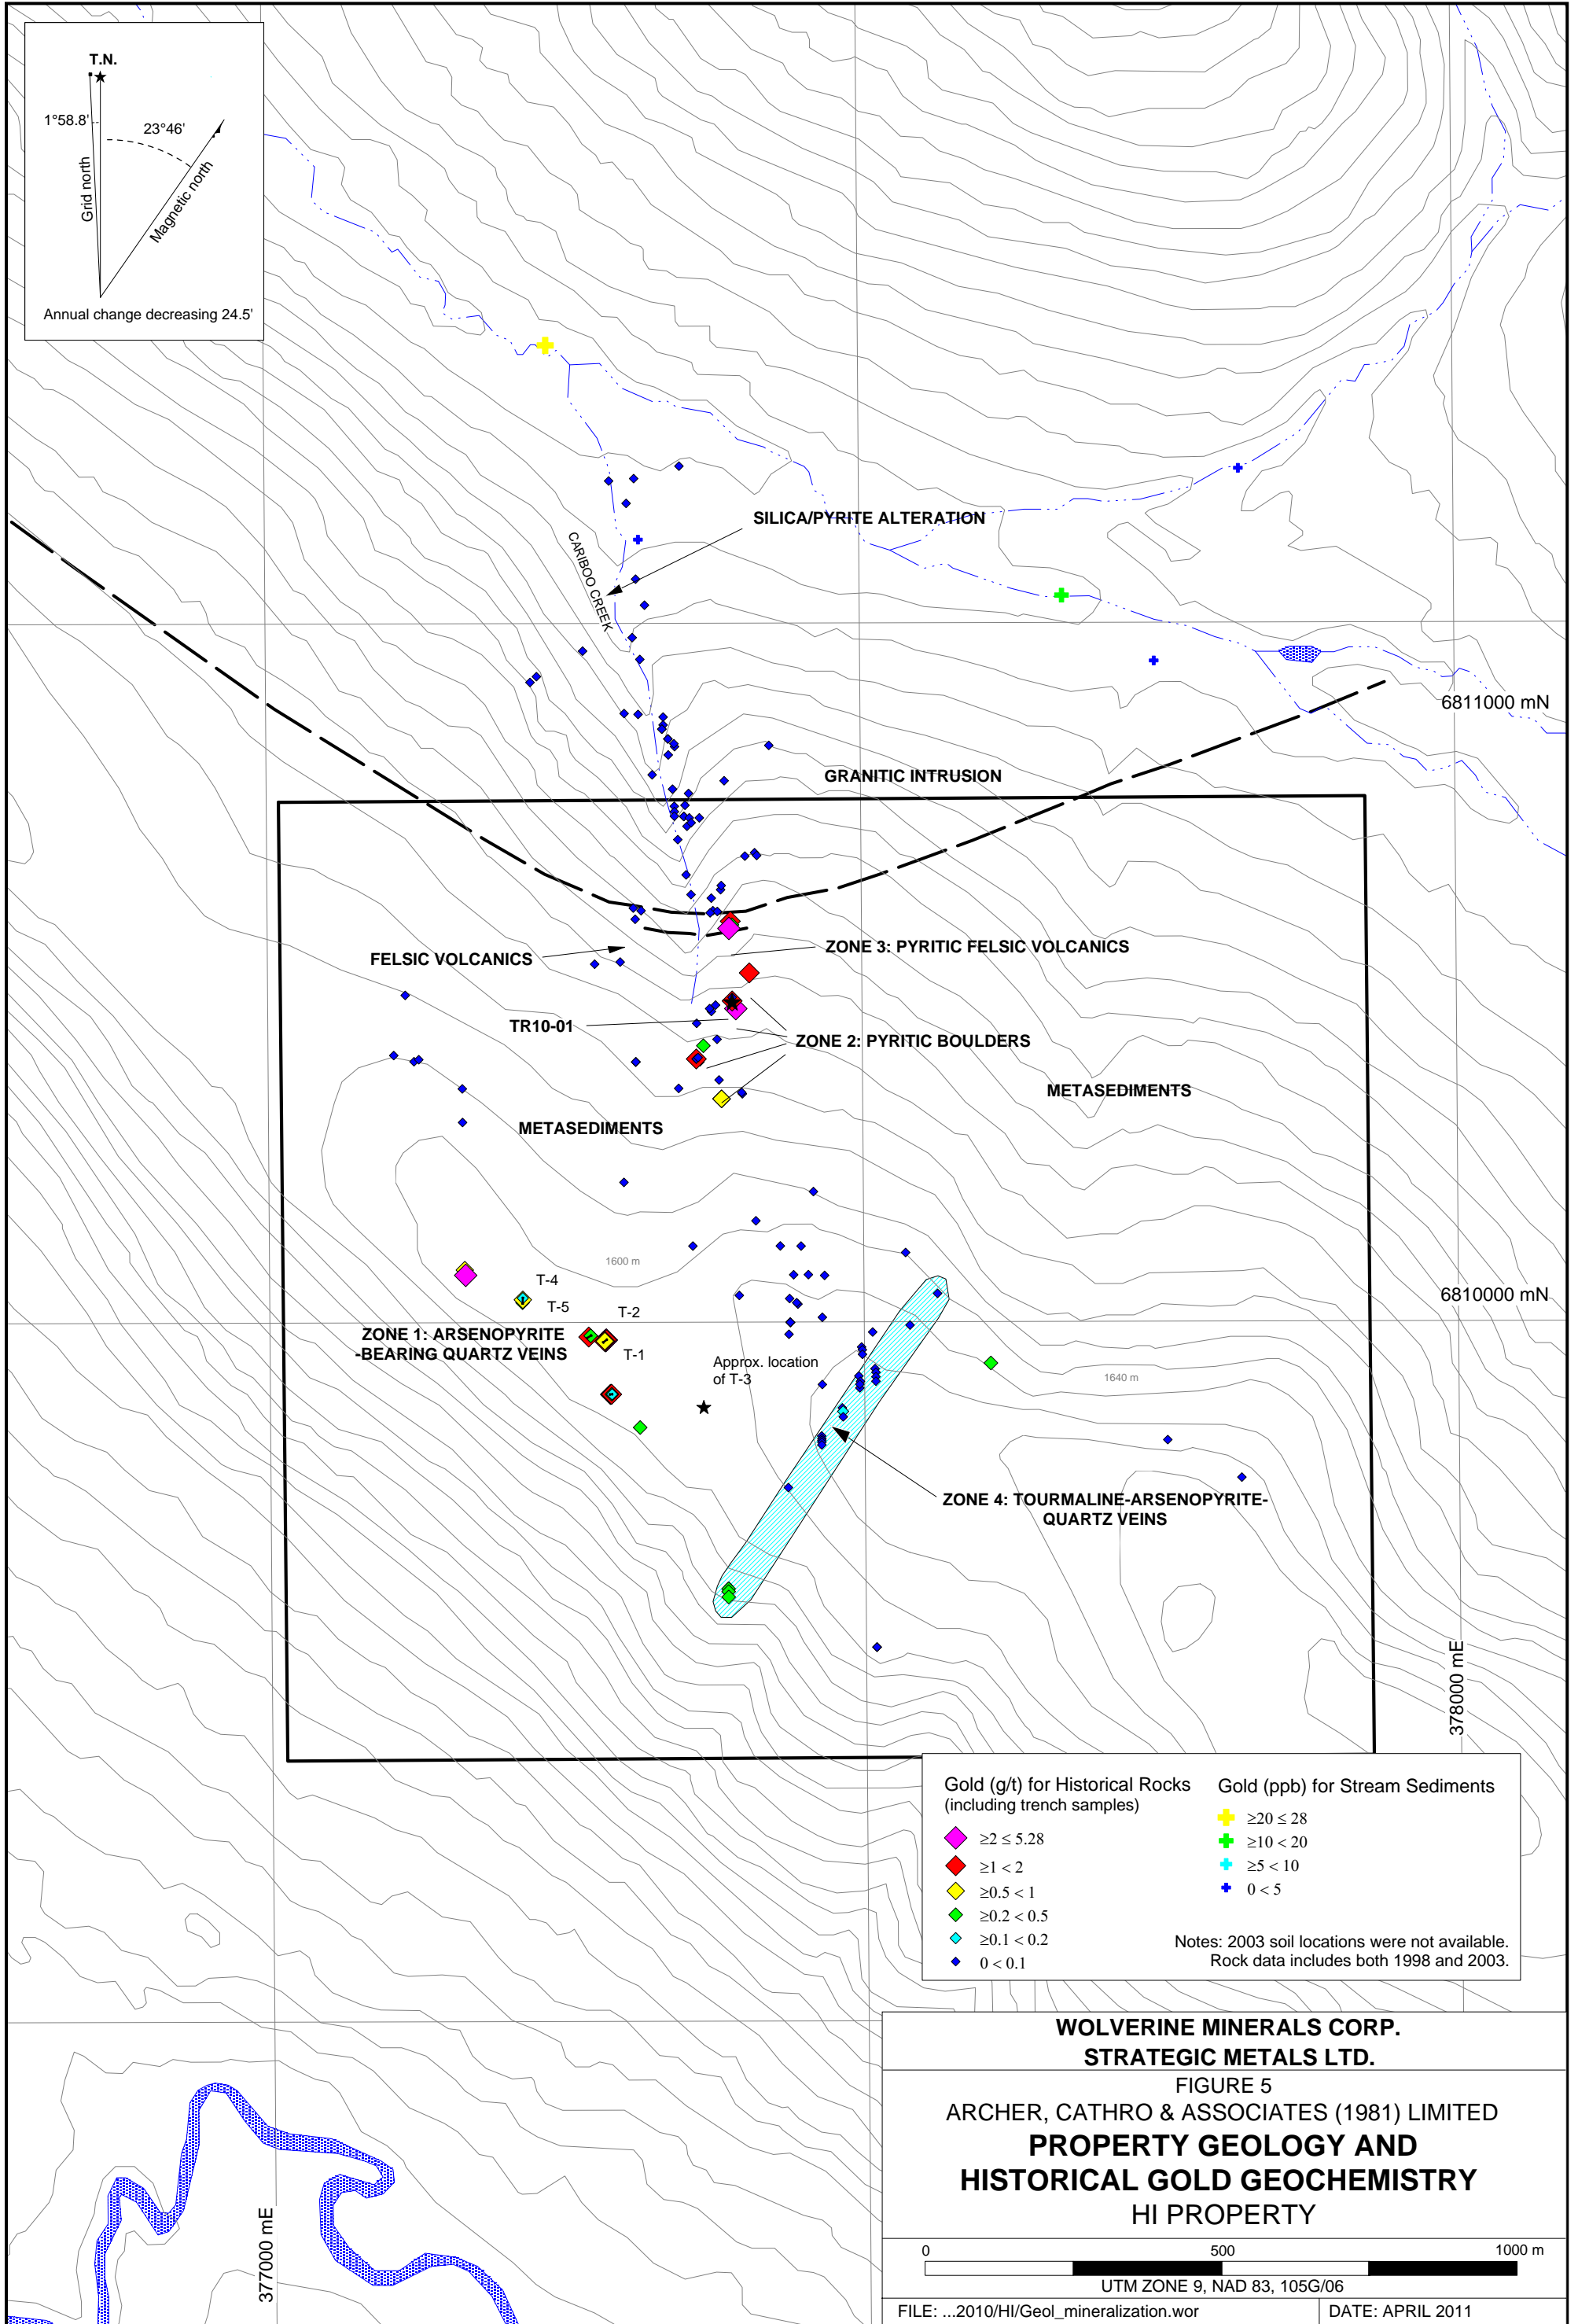 T.N.
1°58.8'
23°46'
Grid north
Magnetic north
Annual change decreasing 24.5'
SILICA/PYRITE ALTERATION
CARIBOO CREEK
6811000 mN
GRANITIC INTRUSION
FELSIC VOLCANICS
ZONE 3: PYRITIC FELSIC VOLCANICS
TR10-01
ZONE 2: PYRITIC BOULDERS
METASEDIMENTS
METASEDIMENTS
1600 m
T-4
T-5
T-2
6810000 mN
ZONE 1: ARSENOPYRITE
-BEARING QUARTZ VEINS
T-1
Approx. location
of T-3
1640 m
ZONE 4: TOURMALINE-ARSENOPYRITE-
QUARTZ VEINS
378000 mE
377000 mE
Gold (g/t) for Historical Rocks
(including trench samples)
≥2 ≤ 5.28
≥1 < 2
≥0.5 < 1
≥0.2 < 0.5
≥0.1 < 0.2
0 < 0.1
Gold (ppb) for Stream Sediments
≥20 ≤ 28
≥10 < 20
≥5 < 10
0 < 5
Notes: 2003 soil locations were not available.
Rock data includes both 1998 and 2003.
WOLVERINE MINERALS CORP.
STRATEGIC METALS LTD.
FIGURE 5
ARCHER, CATHRO & ASSOCIATES (1981) LIMITED
PROPERTY GEOLOGY AND
HISTORICAL GOLD GEOCHEMISTRY
HI PROPERTY
0 500 1000 m
UTM ZONE 9, NAD 83, 105G/06
FILE: ...2010/HI/Geol_mineralization.wor
DATE: APRIL 2011